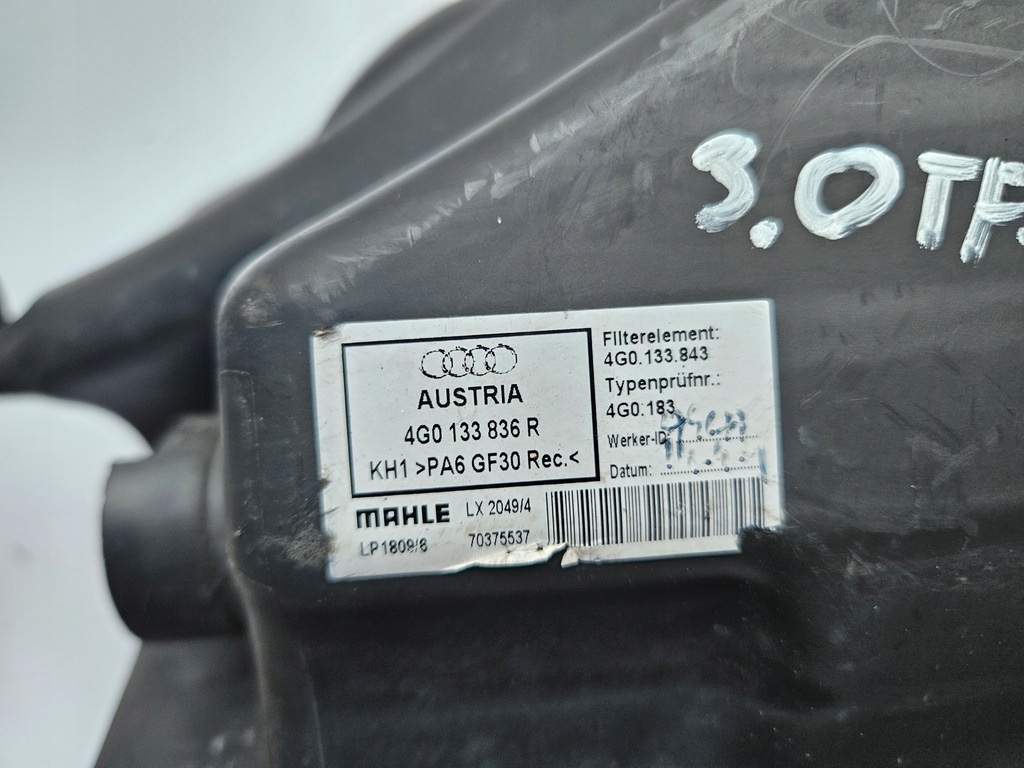 3.0TF
AUSTRIA
4G0 133 836 R
KH1 >PA6 GF30 Rec.<
Filterelement:
4G0.133.843
Typenprüfnr.:
4G0.183
Werker-ID:
Datum:
MAHLE LX 2049/4
LP1809/6 70375537